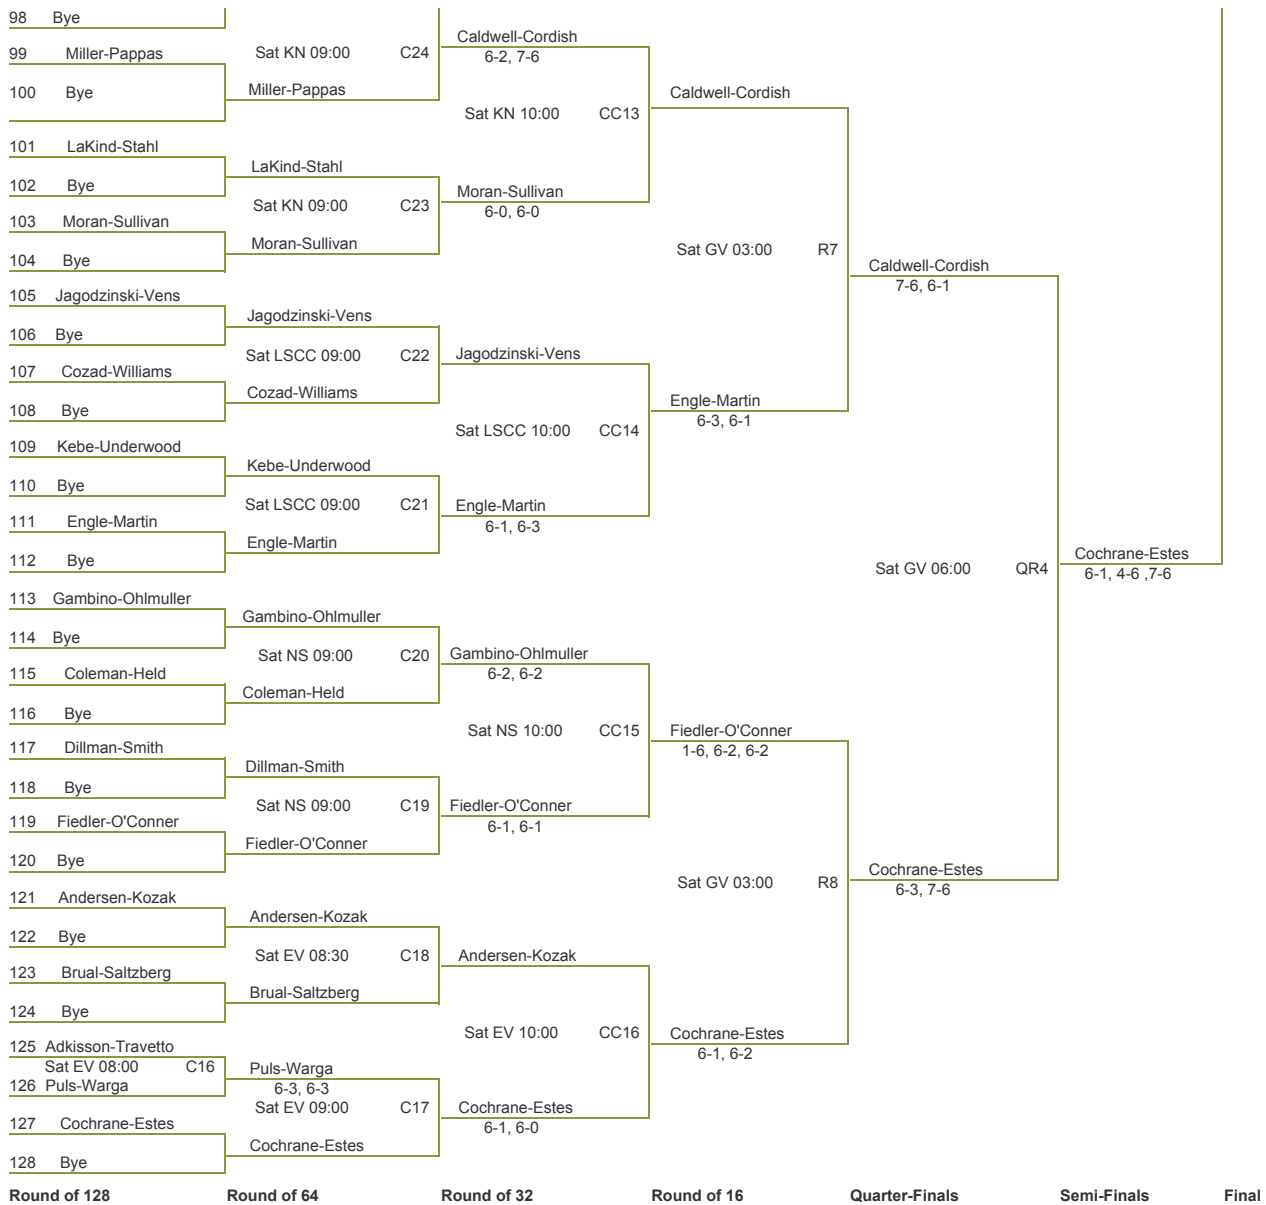 98 Bye
Caldwell-Cordish
99 Miller-Pappas
Sat KN 09:00 C24
6-2, 7-6
100 Bye
Miller-Pappas
Caldwell-Cordish
Sat KN 10:00 CC13
101 LaKind-Stahl
LaKind-Stahl
102 Bye
Moran-Sullivan
Sat KN 09:00 C23
6-0, 6-0
103 Moran-Sullivan
Moran-Sullivan
Sat GV 03:00 R7
104 Bye
Caldwell-Cordish
7-6, 6-1
105 Jagodzinski-Vens
Jagodzinski-Vens
106 Bye
Sat LSCC 09:00 C22
Jagodzinski-Vens
107 Cozad-Williams
Cozad-Williams
Engle-Martin
108 Bye
6-3, 6-1
Sat LSCC 10:00 CC14
109 Kebe-Underwood
Kebe-Underwood
110 Bye
Sat LSCC 09:00 C21
Engle-Martin
111 Engle-Martin
6-1, 6-3
Engle-Martin
112 Bye
Cochrane-Estes
Sat GV 06:00 QR4
6-1, 4-6 ,7-6
113 Gambino-Ohlmuller
Gambino-Ohlmuller
114 Bye
Sat NS 09:00 C20
Gambino-Ohlmuller
115 Coleman-Held
6-2, 6-2
Coleman-Held
116 Bye
Sat NS 10:00 CC15
Fiedler-O'Conner
117 Dillman-Smith
1-6, 6-2, 6-2
Dillman-Smith
118 Bye
Sat NS 09:00 C19
Fiedler-O'Conner
119 Fiedler-O'Conner
6-1, 6-1
Fiedler-O'Conner
120 Bye
Cochrane-Estes
Sat GV 03:00 R8
6-3, 7-6
121 Andersen-Kozak
Andersen-Kozak
122 Bye
Sat EV 08:30 C18
Andersen-Kozak
123 Brual-Saltzberg
Brual-Saltzberg
124 Bye
Sat EV 10:00 CC16
Cochrane-Estes
125 Adkisson-Travetto
6-1, 6-2
Sat EV 08:00 C16
Puls-Warga
126 Puls-Warga
6-3, 6-3
Sat EV 09:00 C17
Cochrane-Estes
127 Cochrane-Estes
6-1, 6-0
Cochrane-Estes
128 Bye
Round of 128 Round of 64 Round of 32 Round of 16 Quarter-Finals Semi-Finals Final